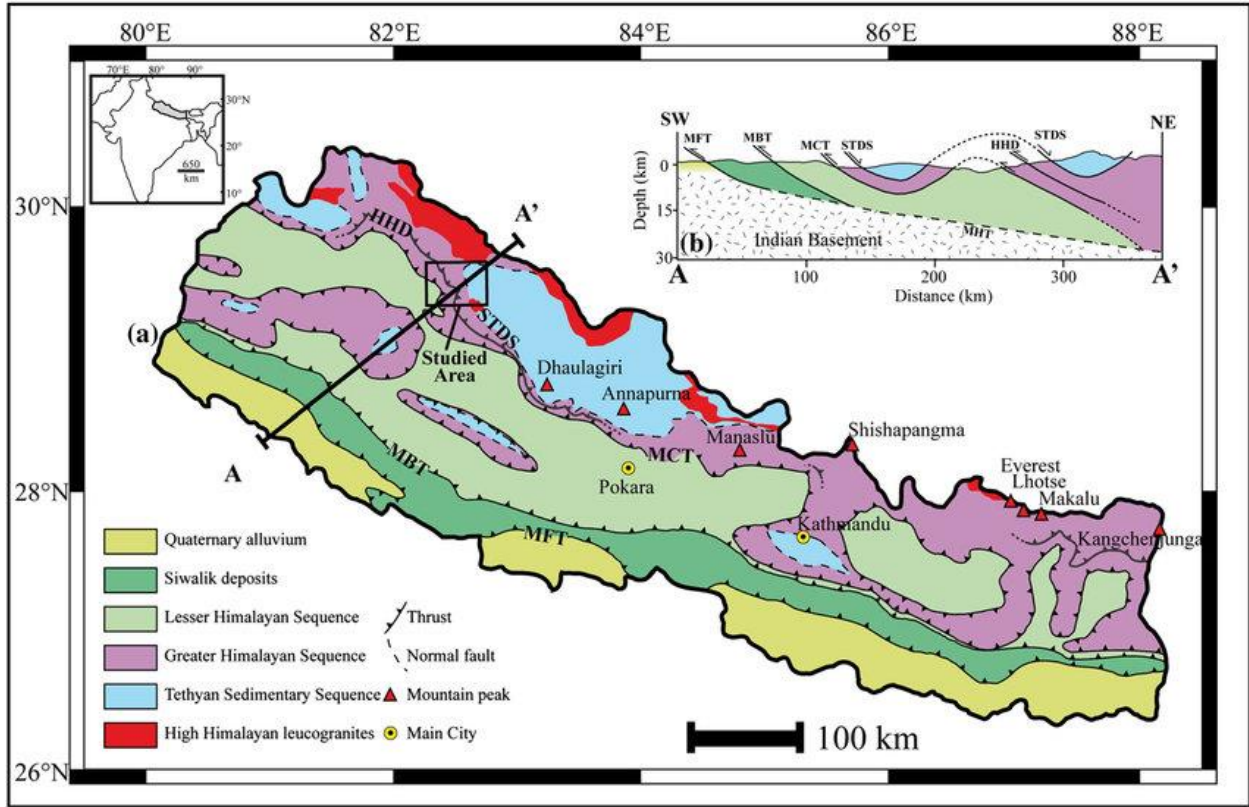 80°E 82°E 84°E 86°E 88°E
70°E 80° 90°
30°N
20°
10°
650
km
30°N
28°N
26°N
(a)
HHD
A'
STDS
Studied
Area
Dhaulagiri
Annapurna
Manaslu
Shishapangma
MCT
Pokara
Everest
Lhotse
Makalu
Kathmandu
Kangchenjunga
A
MBT
MFT
SW NE
MFT MBT MCT STDS HHD STDS
Depth (km)
0
15
30
MHT
(b) Indian Basement
A 100 200 300 A'
Distance (km)
Quaternary alluvium
Siwalik deposits
Lesser Himalayan Sequence Thrust
Greater Himalayan Sequence Normal fault
Tethyan Sedimentary Sequence Mountain peak
High Himalayan leucogranites Main City
100 km